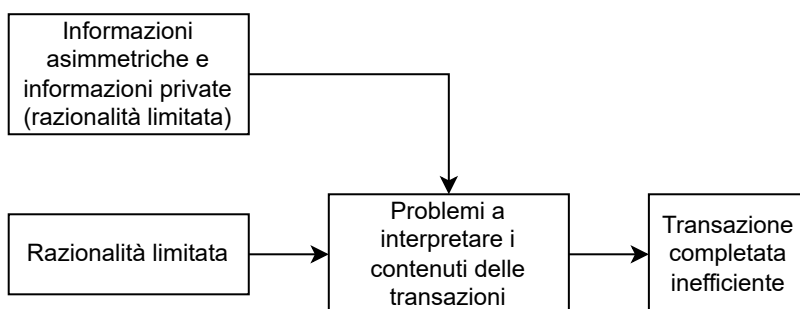 Informazioni
asimmetriche e
informazioni private
(razionalità limitata)
Razionalità limitata
Problemi a
interpretare i
contenuti delle
transazioni
Transazione
completata
inefficiente